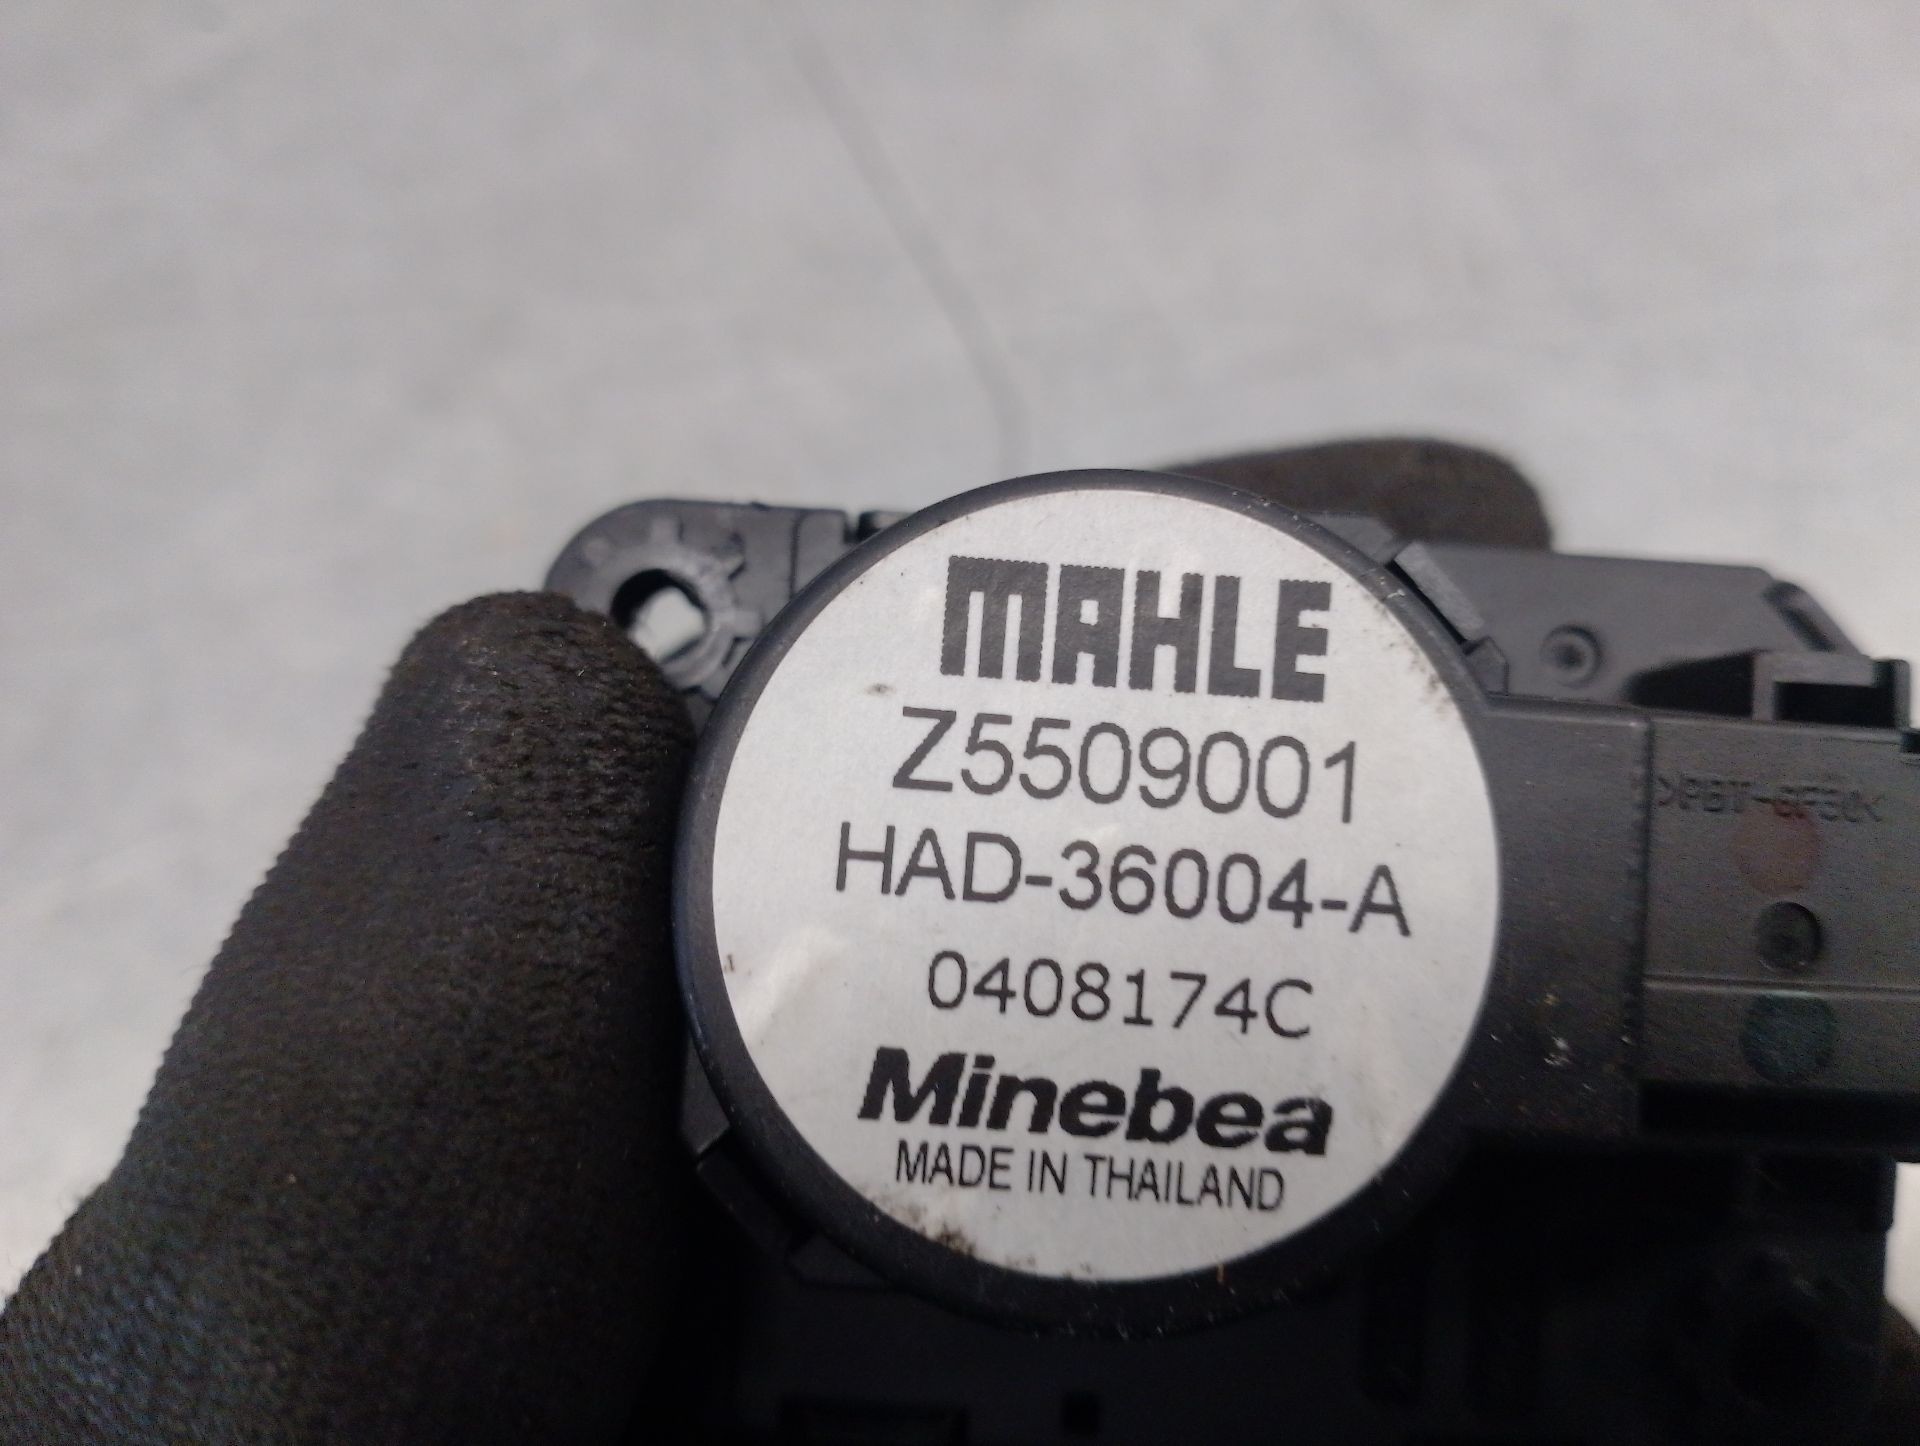 MAHLE
Z5509001
HAD-36004-A
0408174C
Minebea
MADE IN THAILAND